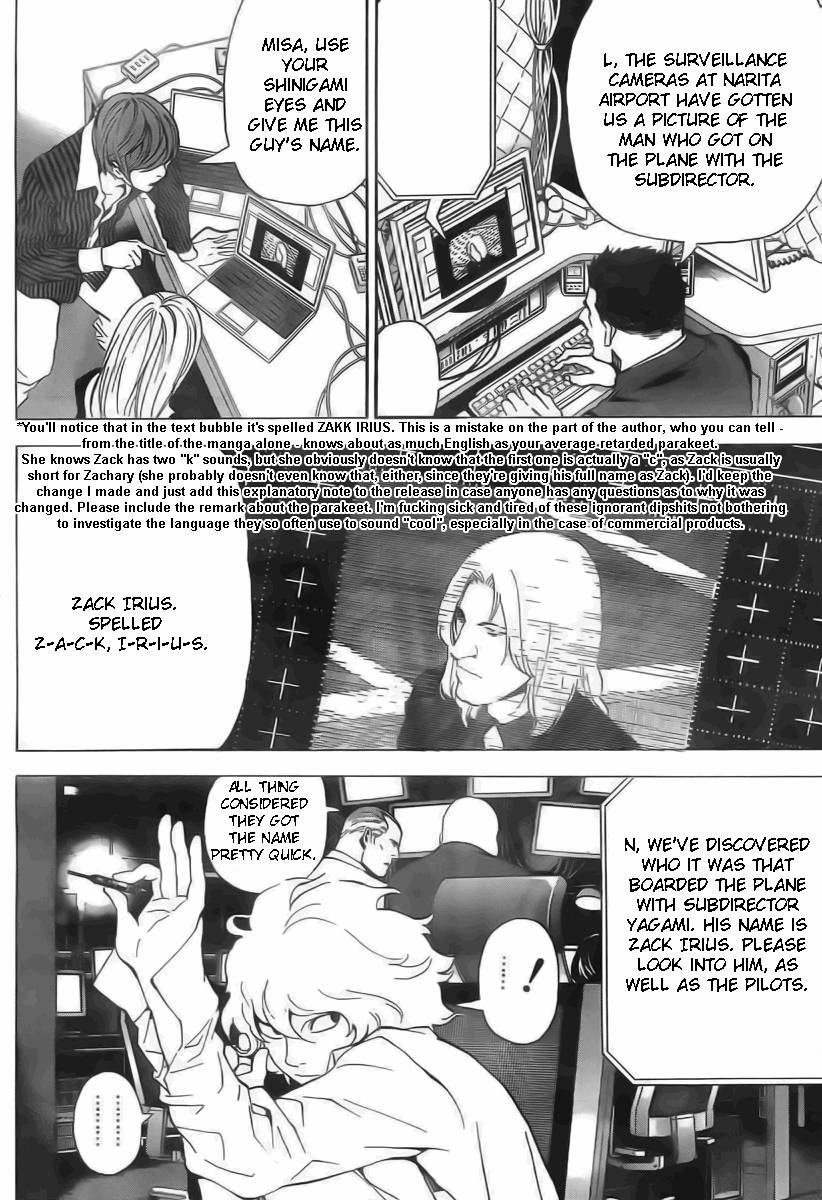 L, THE SURVEILLANCE
CAMERAS AT NARITA
AIRPORT HAVE GOTTEN
US A PICTURE OF THE
MAN WHO GOT ON
THE PLANE WITH THE
SUBDIRECTOR.
MISA, USE
YOUR
SHINIGAMI
EYES AND
GIVE ME THIS
GUY'S NAME.
*You'll notice that in the text bubble it's spelled ZAKK IRIUS. This is a mistake on the part of the author, who you can tell -
from the title of the manga alone - knows about as much English as your average retarded parakeet.
She knows Zack has two "k" sounds, but she obviously doesn't know that the first one is actually a "c", as Zack is usually
short for Zachary (she probably doesn't even know that, either, since they're giving his full name as Zack). I'd keep the
change I made and just add this explanatory note to the release in case anyone has any questions as to why it was
changed. Please include the remark about the parakeet. I'm fucking sick and tired of these ignorant dipshits not bothering
to investigate the language they so often use to sound "cool", especially in the case of commercial products.
ZACK IRIUS.
SPELLED
Z-A-C-K, I-R-I-U-S.
N, WE'VE DISCOVERED
WHO IT WAS THAT
BOARDED THE PLANE
WITH SUBDIRECTOR
YAGAMI. HIS NAME IS
ZACK IRIUS. PLEASE
LOOK INTO HIM, AS
WELL AS THE PILOTS.
ALL THING
CONSIDERED
THEY GOT
THE NAME
PRETTY QUICK.
!
........
........